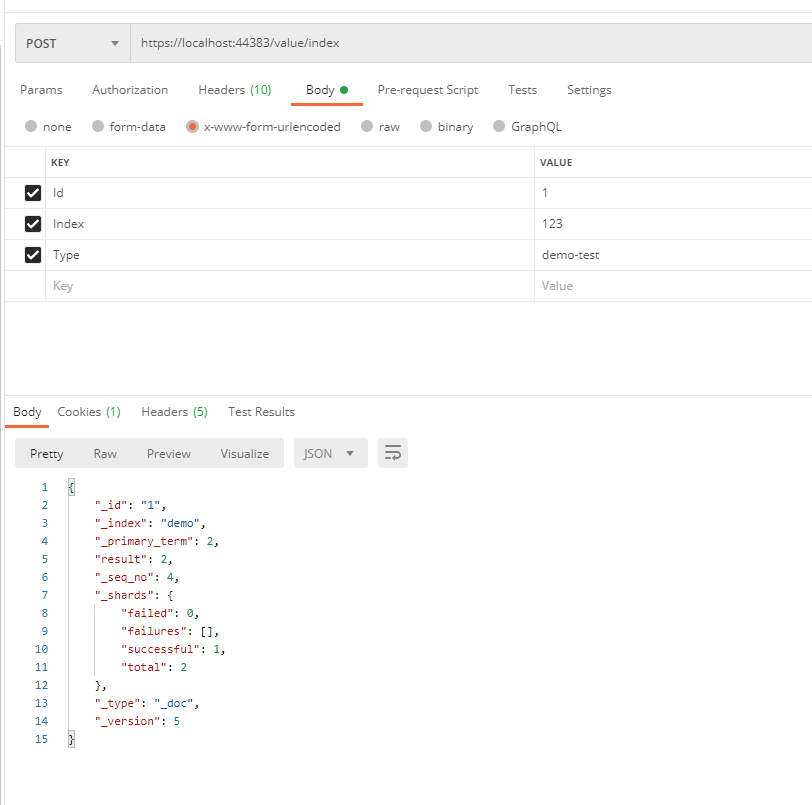 POST https://localhost:44383/value/index
Params Authorization Headers (10) Body Pre-request Script Tests Settings
none form-data x-www-form-urlencoded raw binary GraphQL
KEY VALUE
Id 1
Index 123
Type demo-test
Key Value
Body Cookies (1) Headers (5) Test Results
Pretty Raw Preview Visualize JSON
1 {
2 "_id": "1",
3 "_index": "demo",
4 "_primary_term": 2,
5 "result": 2,
6 "_seq_no": 4,
7 "_shards": {
8 "failed": 0,
9 "failures": [],
10 "successful": 1,
11 "total": 2
12 },
13 "_type": "_doc",
14 "_version": 5
15 }